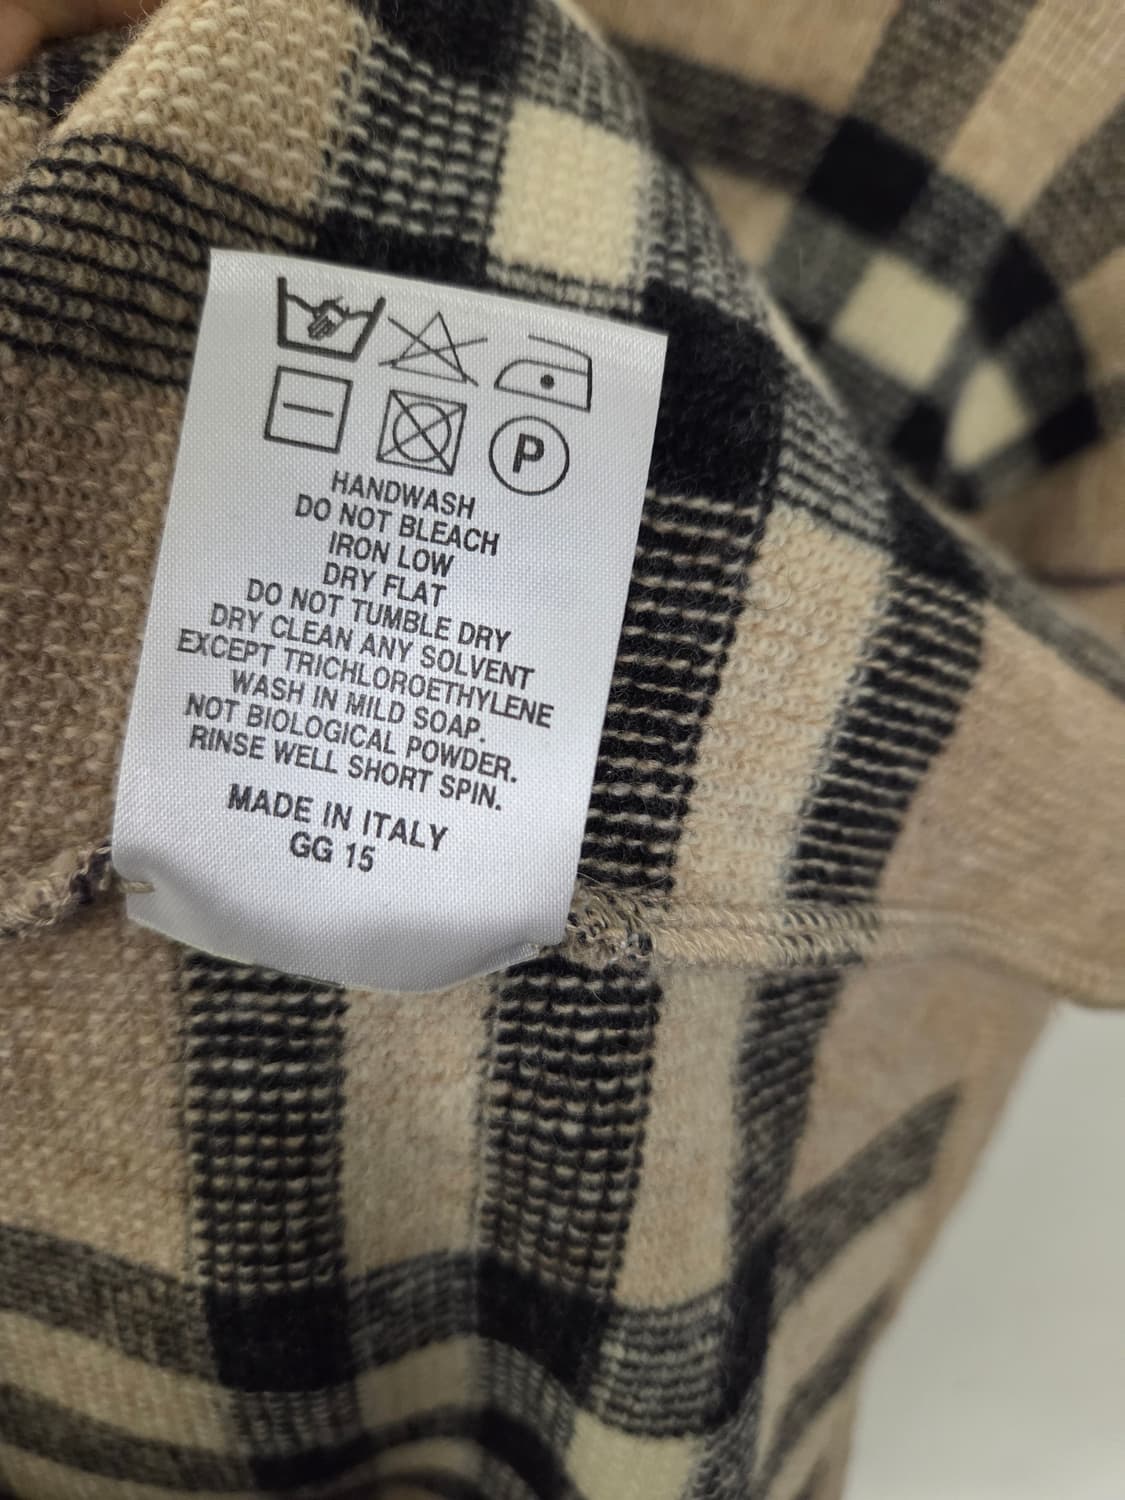 P
HANDWASH
DO NOT BLEACH
IRON LOW
DRY FLAT
DO NOT TUMBLE DRY
DRY CLEAN ANY SOLVENT
EXCEPT TRICHLOROETHYLENE
WASH IN MILD SOAP.
NOT BIOLOGICAL POWDER.
RINSE WELL SHORT SPIN.
MADE IN ITALY
GG 15